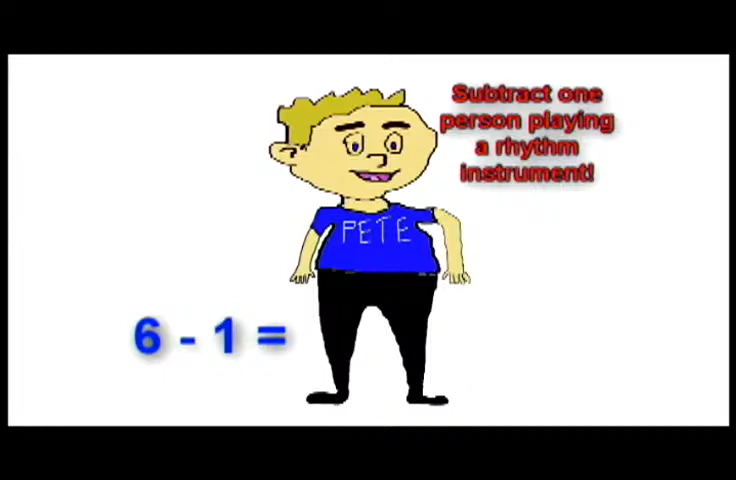 Subtract one
person playing
a rhythm
instrument!
PETE
6 - 1 =